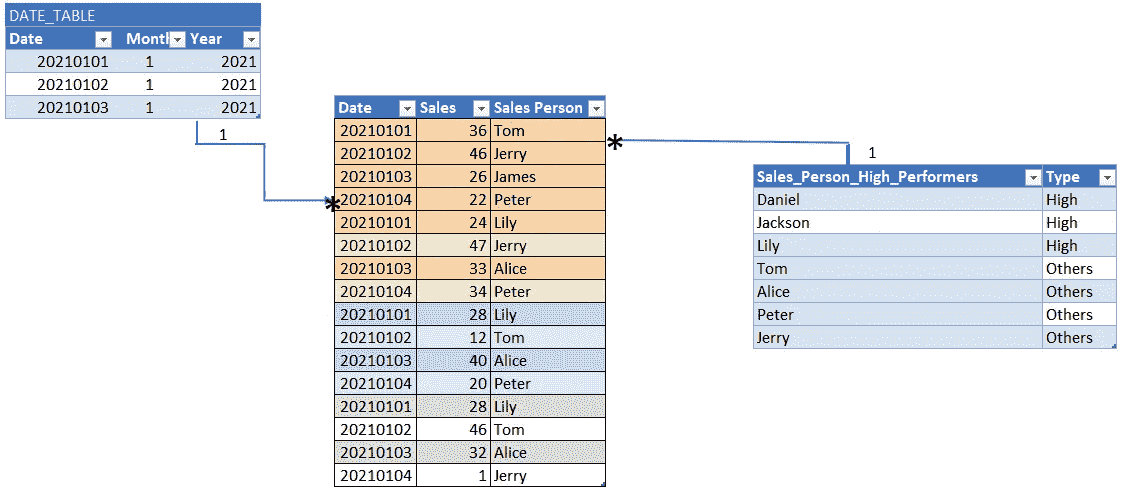 DATE_TABLE
Date Month Year
20210101 1 2021
20210102 1 2021
20210103 1 2021
1
Date Sales Sales Person
20210101 36 Tom
20210102 46 Jerry
20210103 26 James
20210104 22 Peter
20210101 24 Lily
20210102 47 Jerry
20210103 33 Alice
20210104 34 Peter
20210101 28 Lily
20210102 12 Tom
20210103 40 Alice
20210104 20 Peter
20210101 28 Lily
20210102 46 Tom
20210103 32 Alice
20210104 1 Jerry
*
*
1
Sales_Person_High_Performers Type
Daniel High
Jackson High
Lily High
Tom Others
Alice Others
Peter Others
Jerry Others